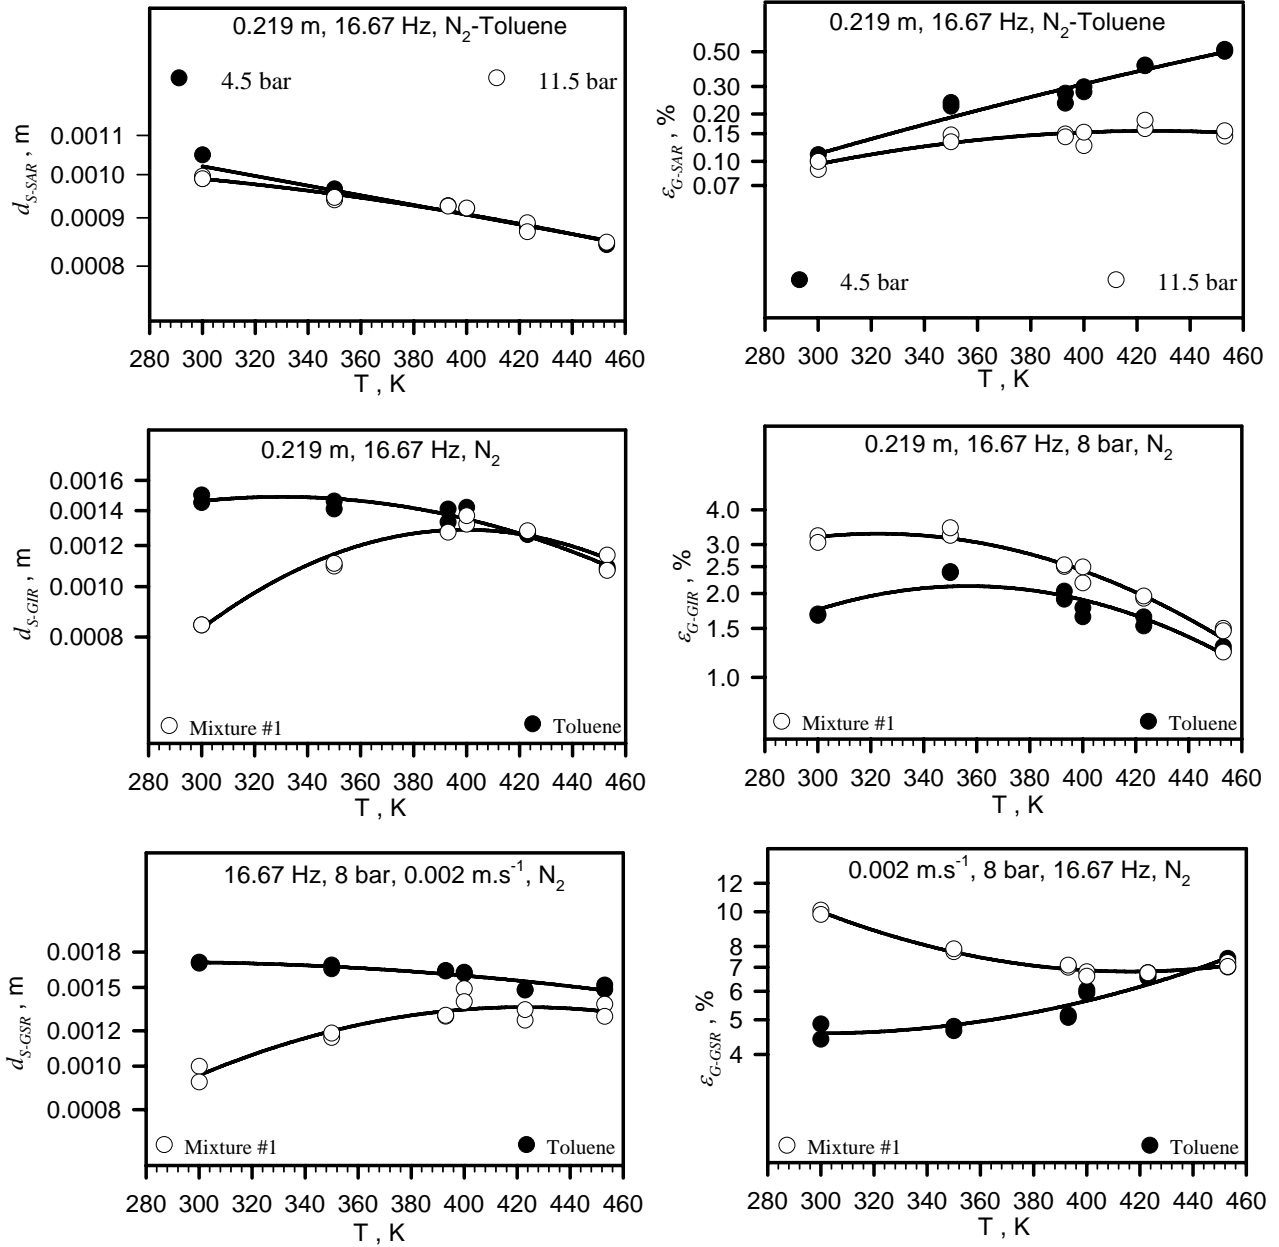 0.219 m, 16.67 Hz, N2-Toluene
4.5 bar
11.5 bar
0.0011
0.0010
0.0009
0.0008
dS-SAR , m
280 300 320 340 360 380 400 420 440 460
T , K
0.219 m, 16.67 Hz, N2-Toluene
0.50
0.30
0.20
0.15
0.10
0.07
εG-SAR , %
4.5 bar
11.5 bar
280 300 320 340 360 380 400 420 440 460
T , K
0.219 m, 16.67 Hz, N2
0.0016
0.0014
0.0012
0.0010
0.0008
dS-GIR , m
Mixture #1
Toluene
280 300 320 340 360 380 400 420 440 460
T , K
0.219 m, 16.67 Hz, 8 bar, N2
4.0
3.0
2.5
2.0
1.5
1.0
εG-GIR , %
Mixture #1
Toluene
280 300 320 340 360 380 400 420 440 460
T , K
16.67 Hz, 8 bar, 0.002 m.s-1, N2
0.0018
0.0015
0.0012
0.0010
0.0008
dS-GSR , m
Mixture #1
Toluene
280 300 320 340 360 380 400 420 440 460
T , K
0.002 m.s-1, 8 bar, 16.67 Hz, N2
12
10
8
7
6
5
4
εG-GSR , %
Mixture #1
Toluene
280 300 320 340 360 380 400 420 440 460
T , K